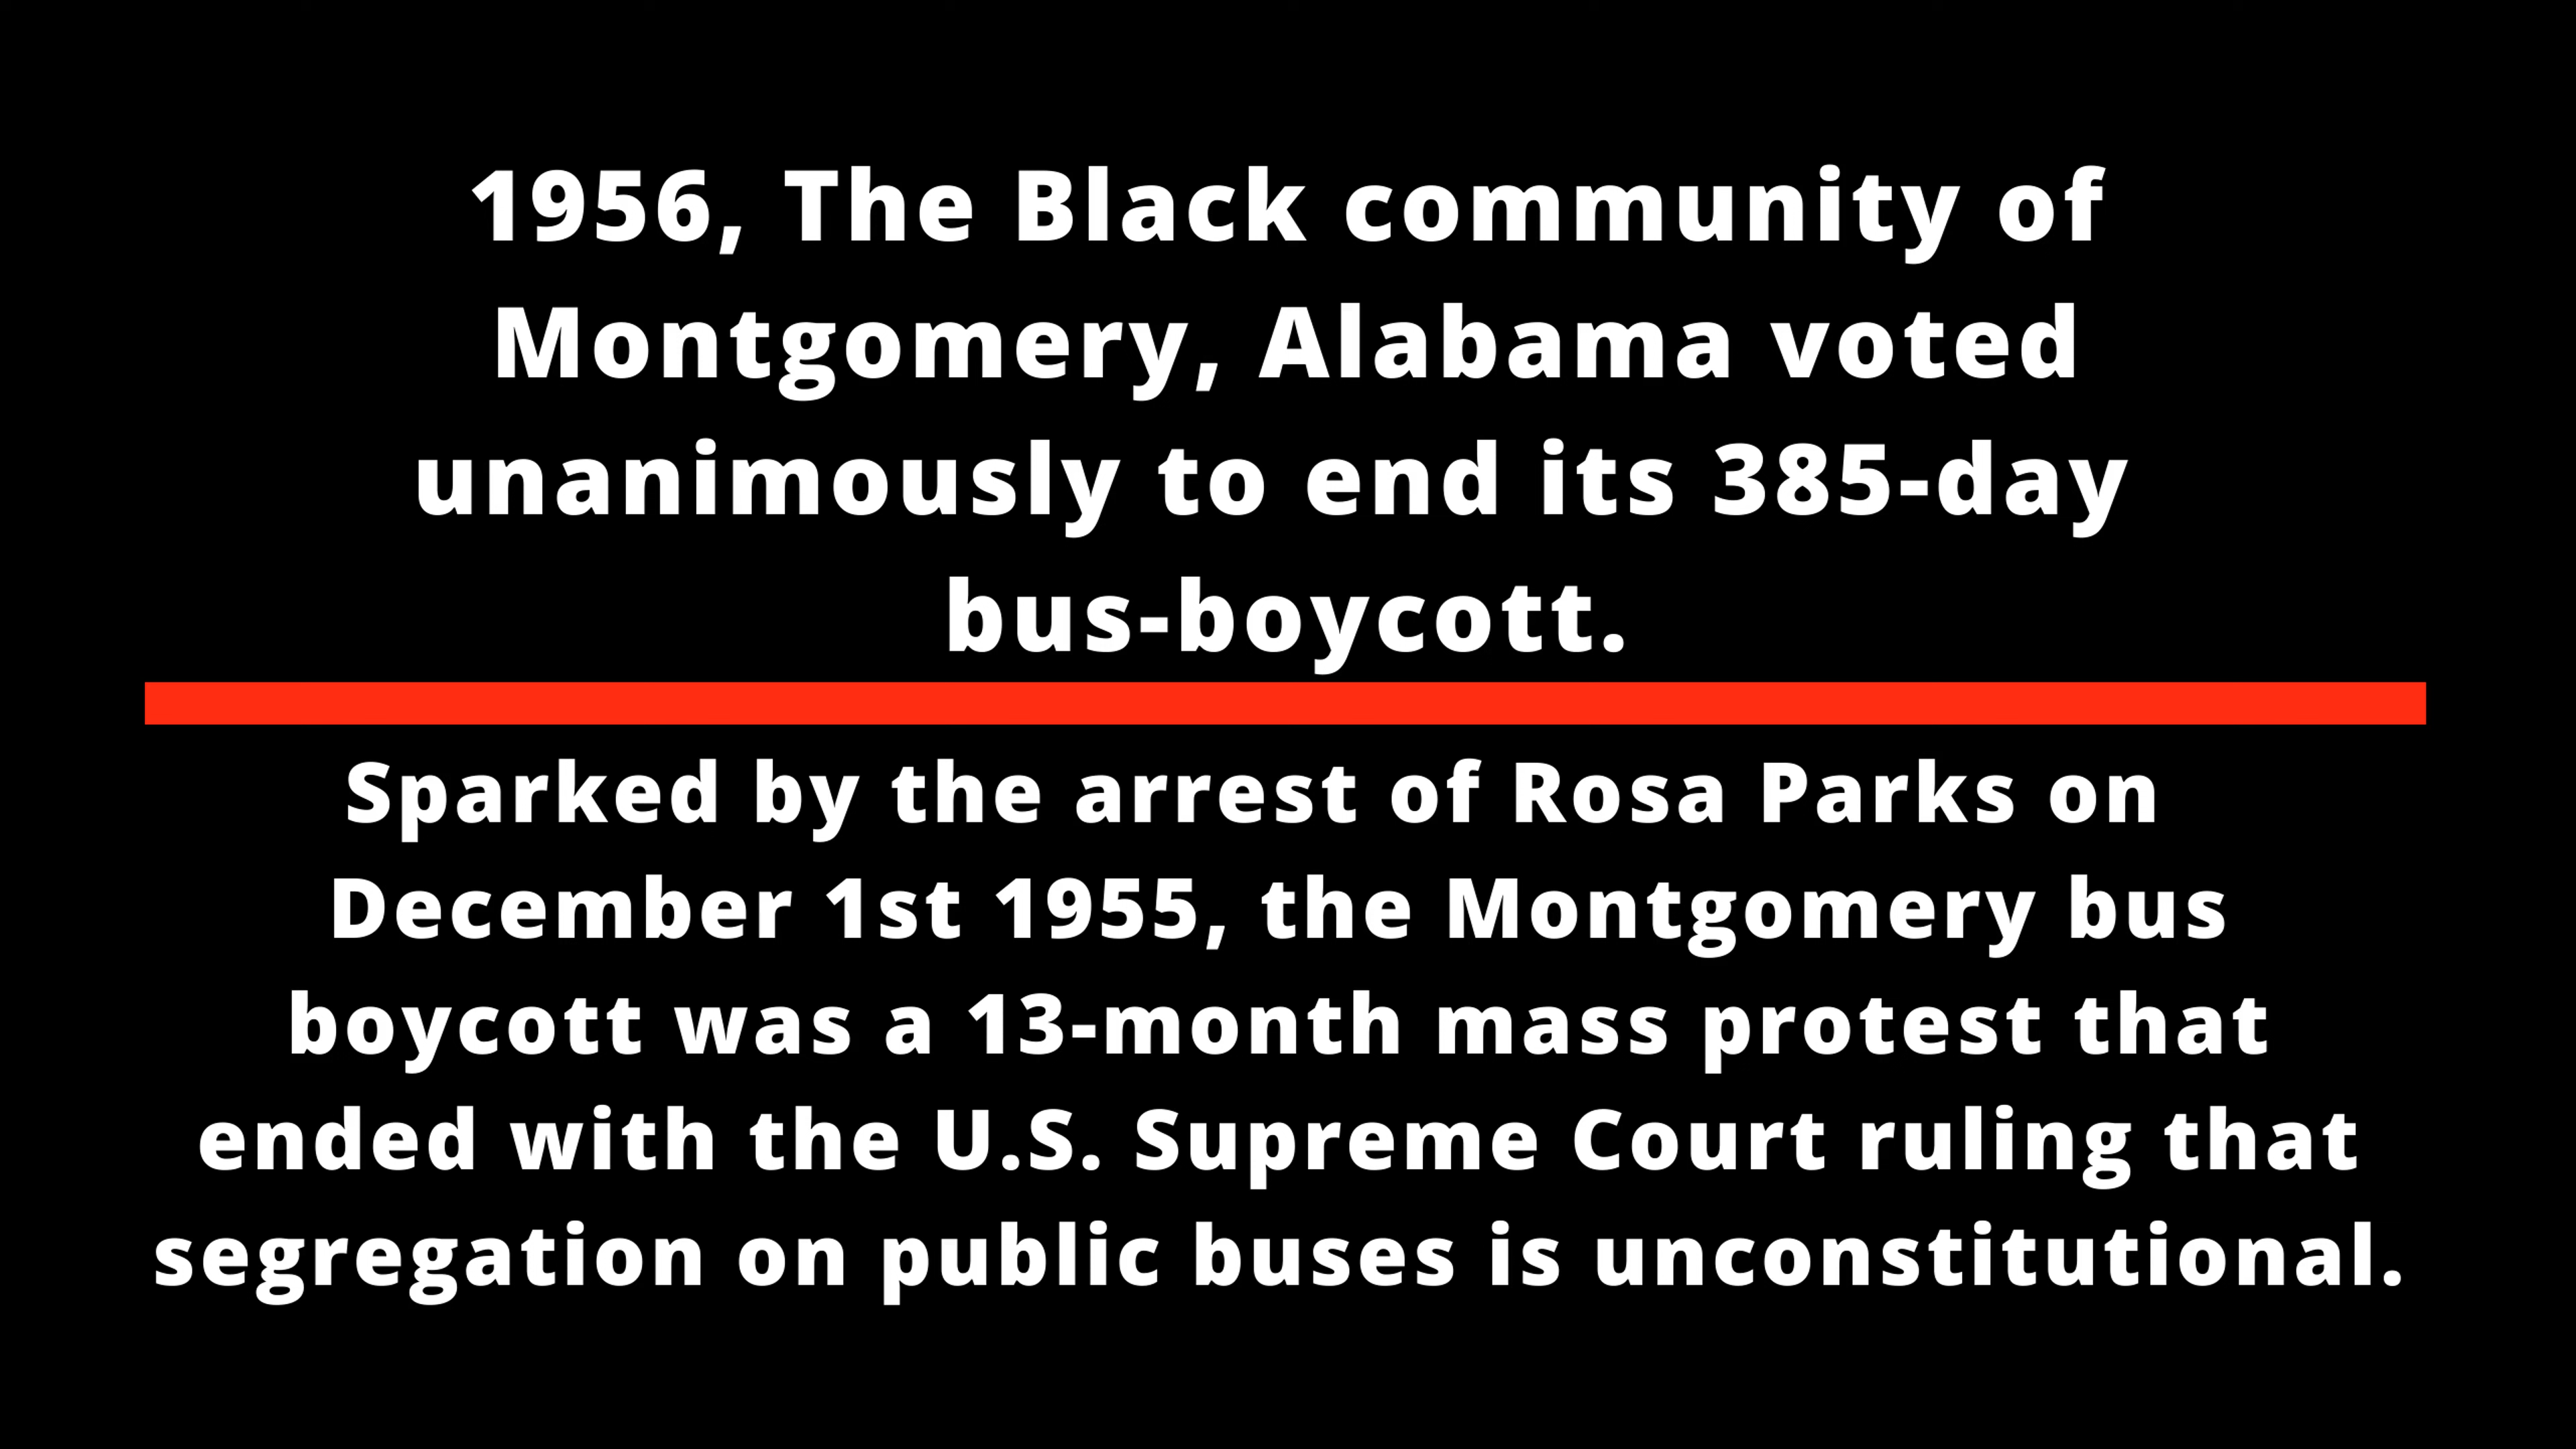 1956, The Black community of
Montgomery, Alabama voted
unanimously to end its 385-day
bus-boycott.
Sparked by the arrest of Rosa Parks on
December 1st 1955, the Montgomery bus
boycott was a 13-month mass protest that
ended with the U.S. Supreme Court ruling that
segregation on public buses is unconstitutional.